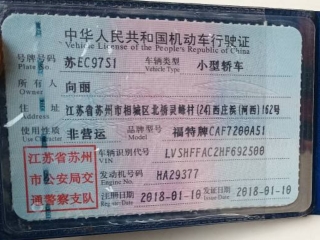 中华人民共和国机动车行驶证
Vehicle License of the People's Republic of China
号牌号码 苏EC97S1 车辆类型 小型轿车
Plate No. Vehicle Type
所有人 向丽
Owner
住址 江苏省苏州市相城区北桥灵峰村(24)西庄浜(河西)162号
Address
使用性质 非营运 品牌型号 福特牌CAF7200A51
Use Character Model
江苏省苏州市公安局交通警察支队
车辆识别代号 LVSHFFAC2HF692500
VIN
发动机号码 HA29377
Engine No.
注册日期 2018-01-10 发证日期 2018-01-10
Register Date Issue Date